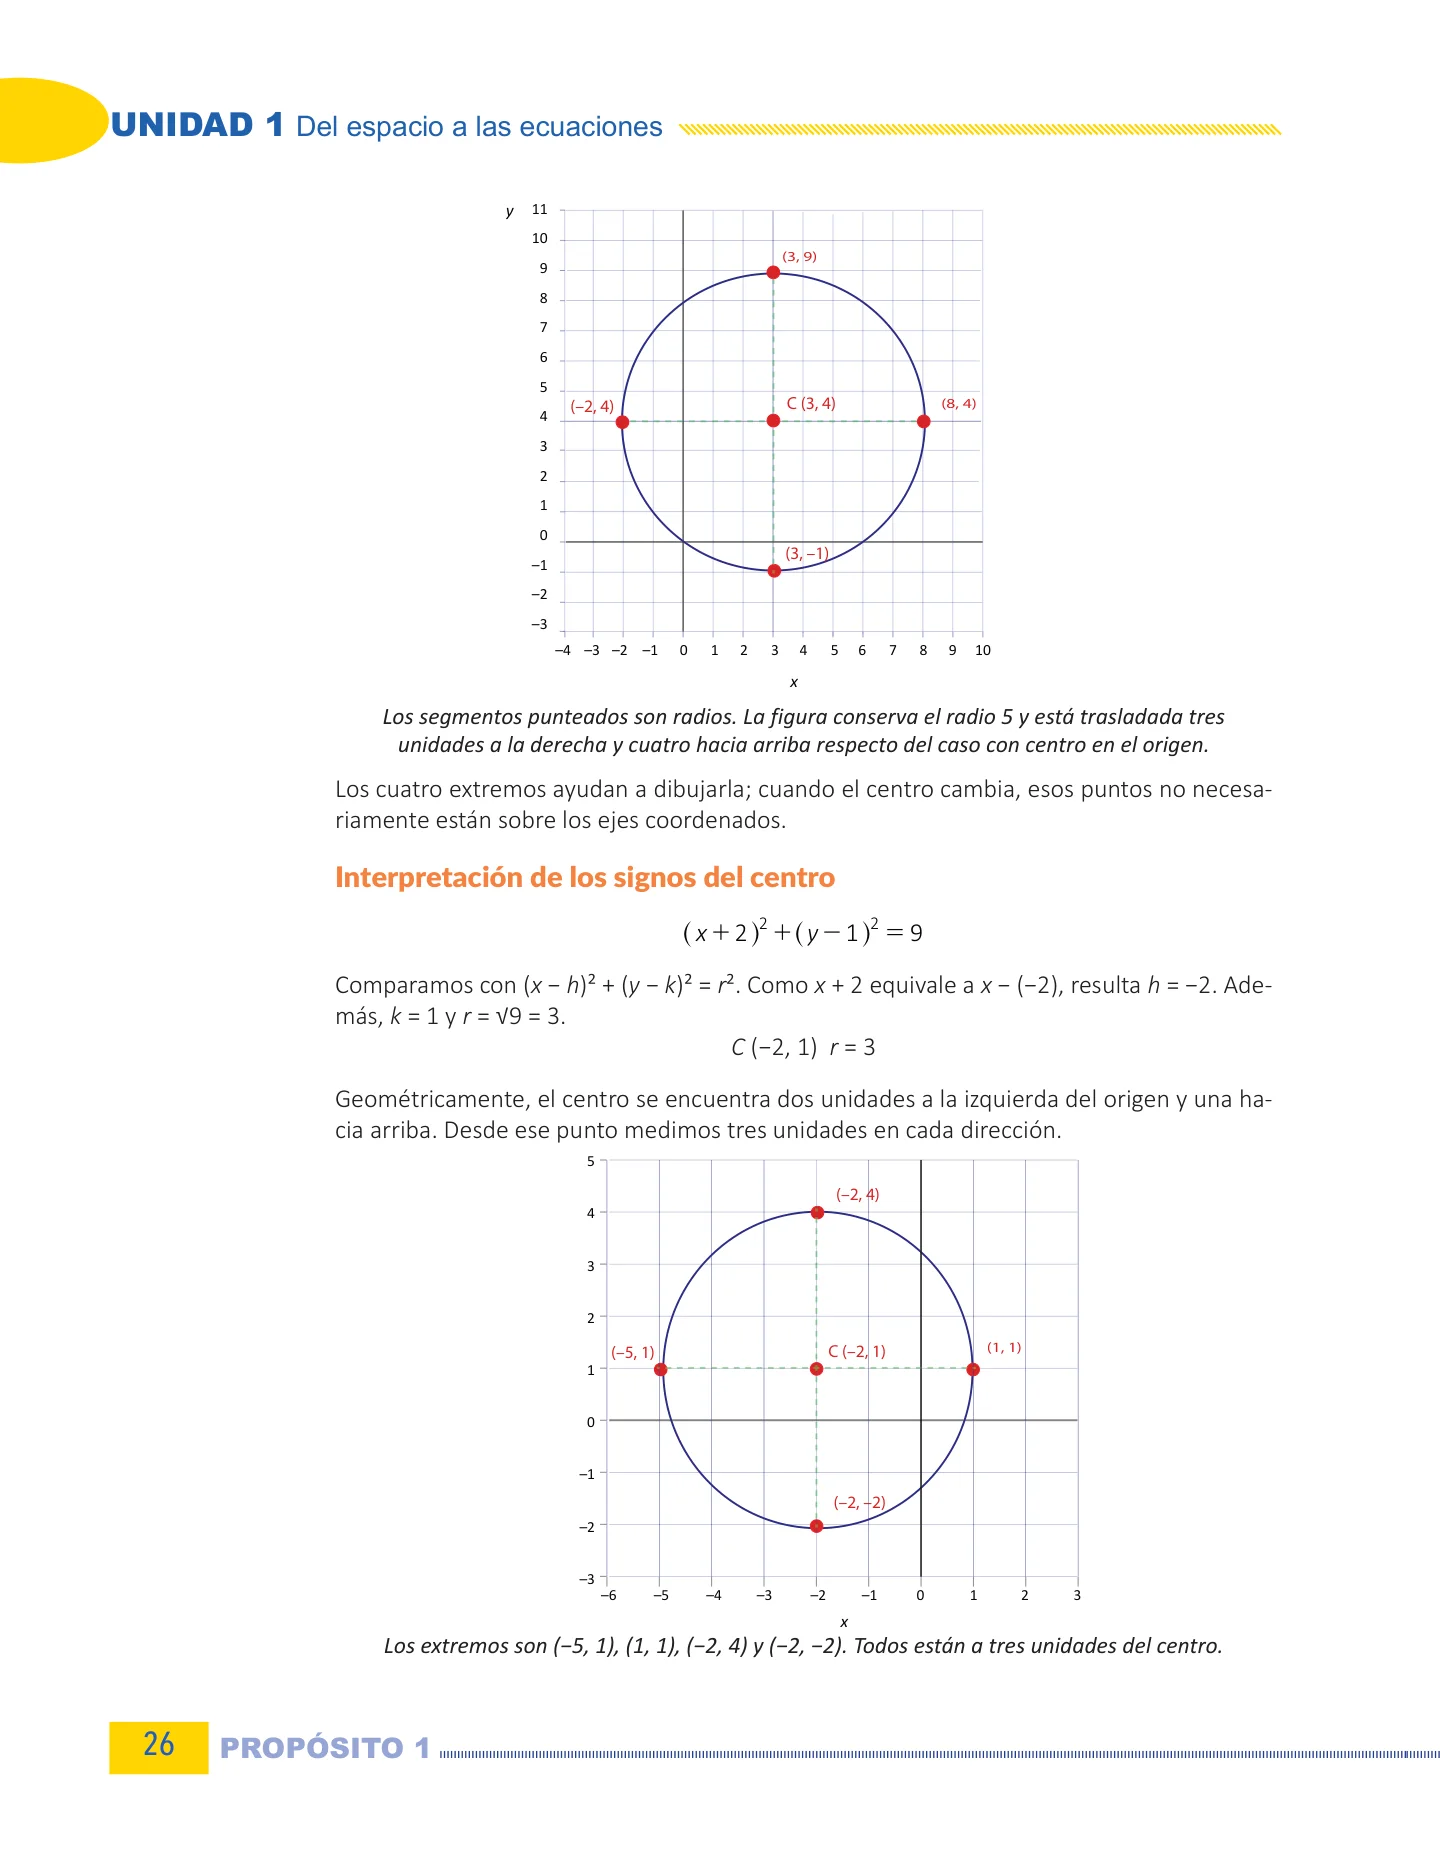 UNIDAD 1 Del espacio a las ecuaciones
y
11
10
9
8
7
6
5
4
3
2
1
0
–1
–2
–3
(3, 9)
(–2, 4)
C (3, 4)
(8, 4)
(3, –1)
–4 –3 –2 –1 0 1 2 3 4 5 6 7 8 9 10
x
Los segmentos punteados son radios. La figura conserva el radio 5 y está trasladada tres
unidades a la derecha y cuatro hacia arriba respecto del caso con centro en el origen.
Los cuatro extremos ayudan a dibujarla; cuando el centro cambia, esos puntos no necesa-
riamente están sobre los ejes coordenados.
Interpretación de los signos del centro
(x + 2)² + (y − 1)² = 9
Comparamos con (x − h)² + (y − k)² = r². Como x + 2 equivale a x − (−2), resulta h = −2. Ade-
más, k = 1 y r = √9 = 3.
C (−2, 1) r = 3
Geométricamente, el centro se encuentra dos unidades a la izquierda del origen y una ha-
cia arriba. Desde ese punto medimos tres unidades en cada dirección.
5
4
3
2
1
0
–1
–2
–3
(–2, 4)
(–5, 1)
C (–2, 1)
(1, 1)
(–2, –2)
–6 –5 –4 –3 –2 –1 0 1 2 3
x
Los extremos son (−5, 1), (1, 1), (−2, 4) y (−2, −2). Todos están a tres unidades del centro.
26 PROPÓSITO 1